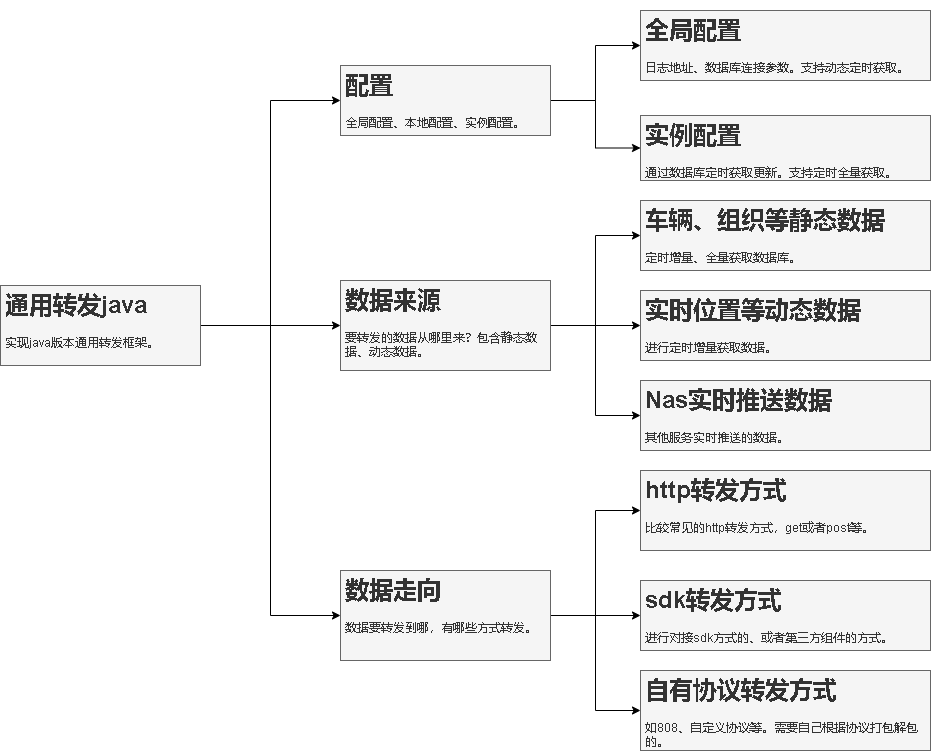 通用转发java
实现java版本通用转发框架。
配置
全局配置、本地配置、实例配置。
全局配置
日志地址、数据库连接参数。支持动态定时获取。
实例配置
通过数据库定时获取更新。支持定时全量获取。
数据来源
要转发的数据从哪里来？包含静态数
据、动态数据。
车辆、组织等静态数据
定时增量、全量获取数据库。
实时位置等动态数据
进行定时增量获取数据。
Nas实时推送数据
其他服务实时推送的数据。
数据走向
数据要转发到哪，有哪些方式转发。
http转发方式
比较常见的http转发方式，get或者post等。
sdk转发方式
进行对接sdk方式的、或者第三方组件的方式。
自有协议转发方式
如808、自定义协议等。需要自己根据协议打包解包
的。